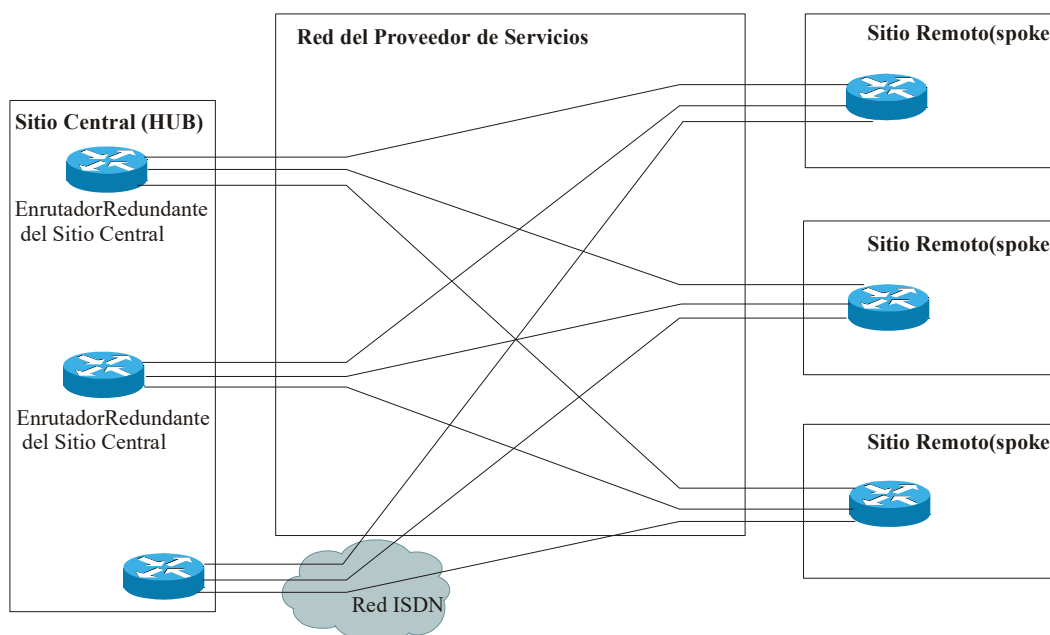 Red del Proveedor de Servicios
Sitio Remoto(spoke
Sitio Central (HUB)
EnrutadorRedundante
del Sitio Central
Sitio Remoto(spoke
EnrutadorRedundante
del Sitio Central
Sitio Remoto(spoke
Red ISDN